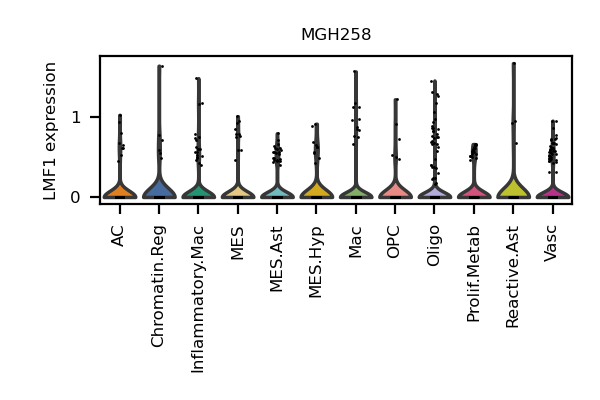 MGH258
LMF1 expression
1
0
AC
Chromatin.Reg
Inflammatory.Mac
MES
MES.Ast
MES.Hyp
Mac
OPC
Oligo
Prolif.Metab
Reactive.Ast
Vasc